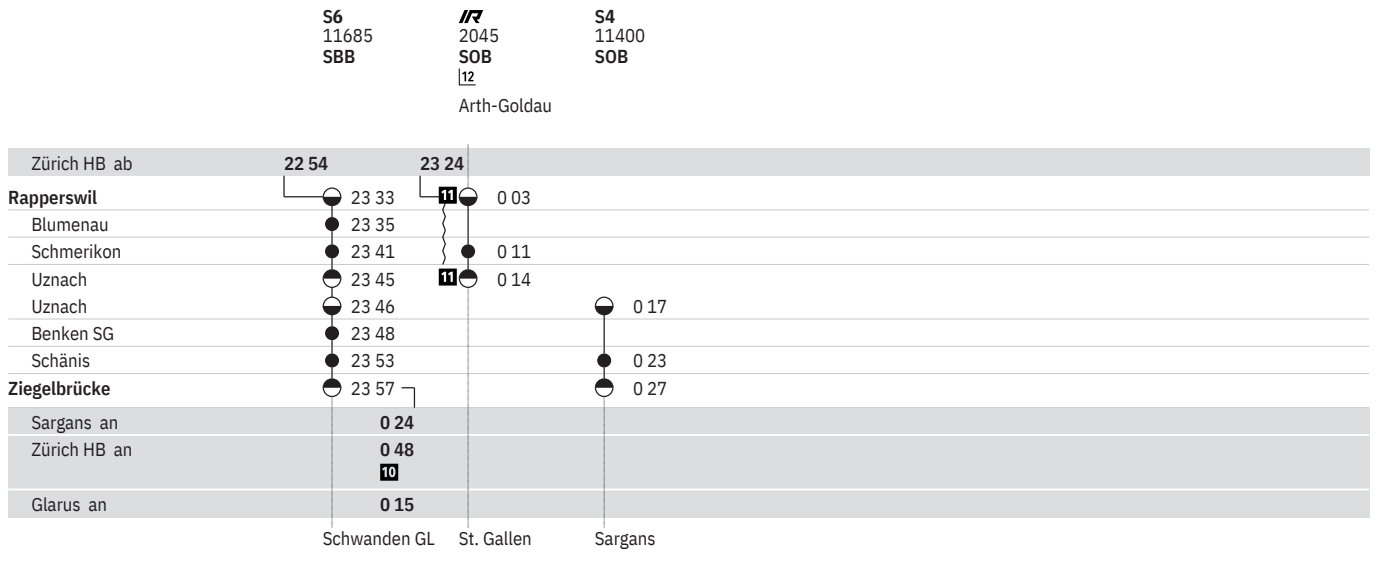 S6 IR S4
11685 2045 11400
SBB SOB SOB
12
Arth-Goldau
Zürich HB ab 22 54 23 24
Rapperswil 23 33 11 0 03
Blumenau 23 35
Schmerikon 23 41 0 11
Uznach 23 45 11 0 14
Uznach 23 46 0 17
Benken SG 23 48
Schänis 23 53 0 23
Ziegelbrücke 23 57 0 27
Sargans an 0 24
Zürich HB an 0 48
10
Glarus an 0 15
Schwanden GL St. Gallen Sargans